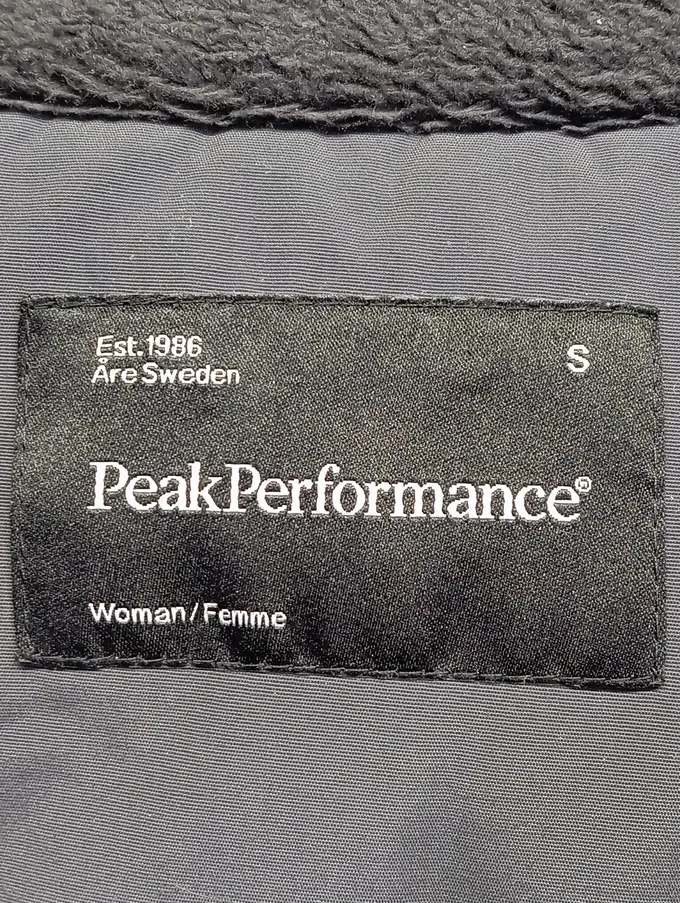 Est.1986
Åre Sweden
S
PeakPerformance®
Woman/Femme